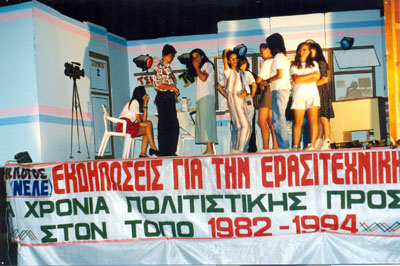 ΕΚΔΗΛΩΣΕΙΣ ΓΙΑ ΤΗΝ ΕΡΑΣΙΤΕΧΝΙΚΗ
ΝΕΛΕ
ΧΡΟΝΙΑ ΠΟΛΙΤΙΣΤΙΚΗΣ ΠΡΟΣ
ΣΤΟΝ ΤΟΠΟ 1982-1994